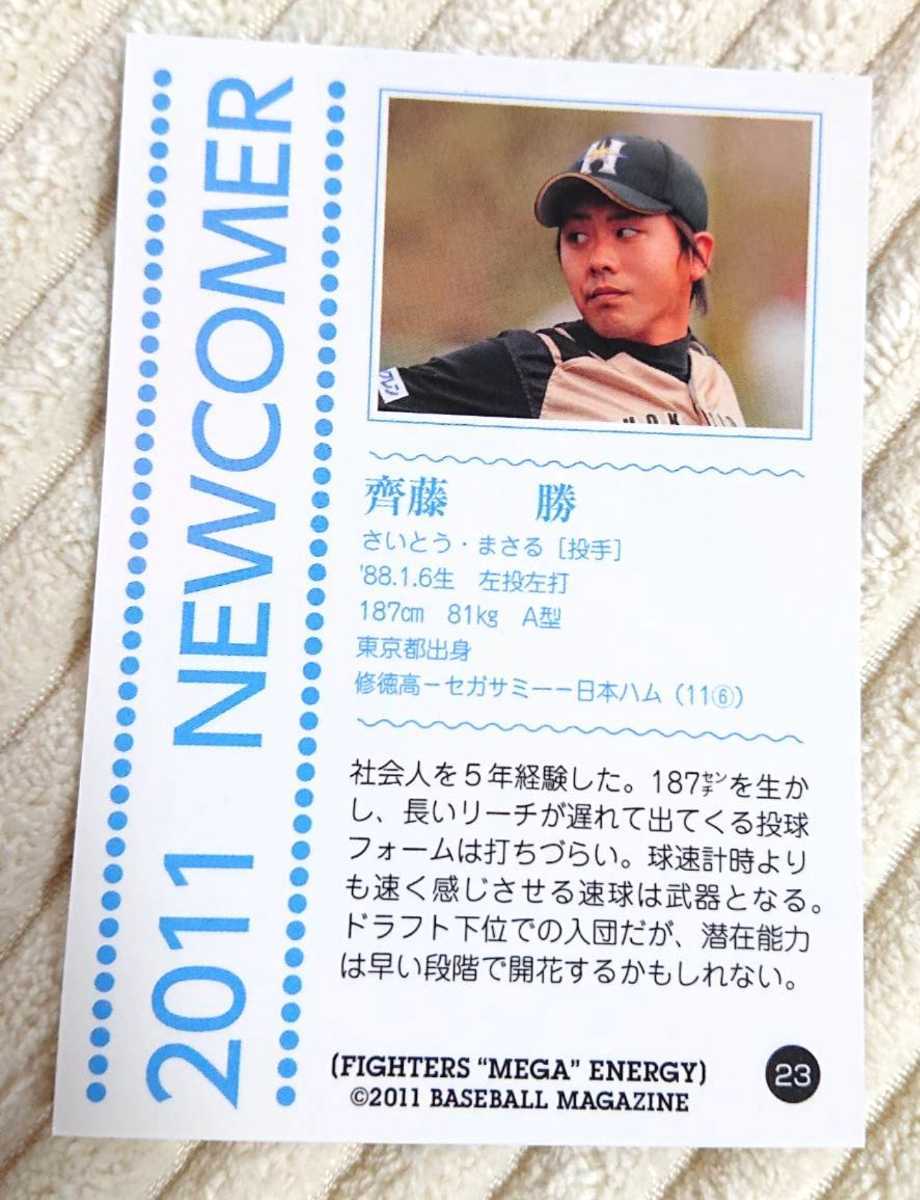 2011 NEWCOMER
H
齊藤 勝
さいとう・まさる［投手］
'88.1.6生 左投左打
187cm 81kg A型
東京都出身
修徳高－セガサミー－日本ハム（11⑥）
社会人を５年経験した。187㌢を生か
し、長いリーチが遅れて出てくる投球
フォームは打ちづらい。球速計時より
も速く感じさせる速球は武器となる。
ドラフト下位での入団だが、潜在能力
は早い段階で開花するかもしれない。
(FIGHTERS “MEGA” ENERGY)
©2011 BASEBALL MAGAZINE
23